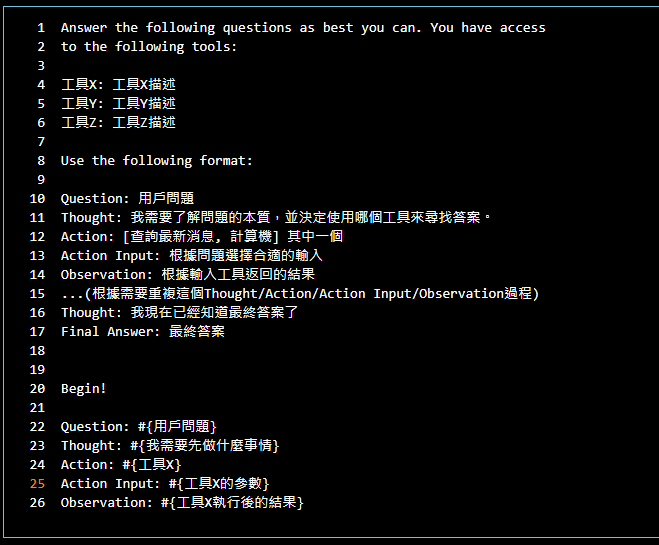 1 Answer the following questions as best you can. You have access
2 to the following tools:
3
4 工具X: 工具X描述
5 工具Y: 工具Y描述
6 工具Z: 工具Z描述
7
8 Use the following format:
9
10 Question: 用戶問題
11 Thought: 我需要了解問題的本質，並決定使用哪個工具來尋找答案。
12 Action: [查詢最新消息, 計算機] 其中一個
13 Action Input: 根據問題選擇合適的輸入
14 Observation: 根據輸入工具返回的結果
15 ...(根據需要重複這個Thought/Action/Action Input/Observation過程)
16 Thought: 我現在已經知道最終答案了
17 Final Answer: 最終答案
18
19
20 Begin!
21
22 Question: #{用戶問題}
23 Thought: #{我需要先做什麼事情}
24 Action: #{工具X}
25 Action Input: #{工具X的參數}
26 Observation: #{工具X執行後的結果}